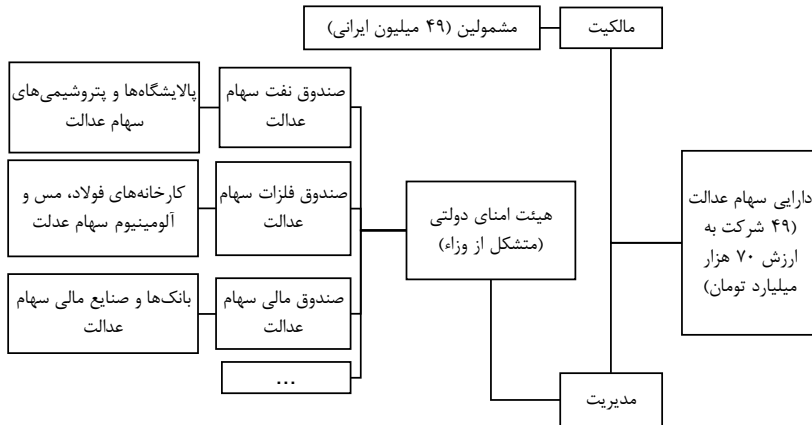 مالکیت
مشمولین (۴۹ میلیون ایرانی)
دارایی سهام عدالت
(۴۹ شرکت به
ارزش ۷۰ هزار
میلیارد تومان)
مدیریت
هیئت امنای دولتی
(متشکل از وزاء)
صندوق نفت سهام
عدالت
پالایشگاه‌ها و پتروشیمی‌های
سهام عدالت
صندوق فلزات سهام
عدالت
کارخانه‌های فولاد، مس و
آلومینیوم سهام عدلت
صندوق مالی سهام
عدالت
بانک‌ها و صنایع مالی سهام
عدالت
...